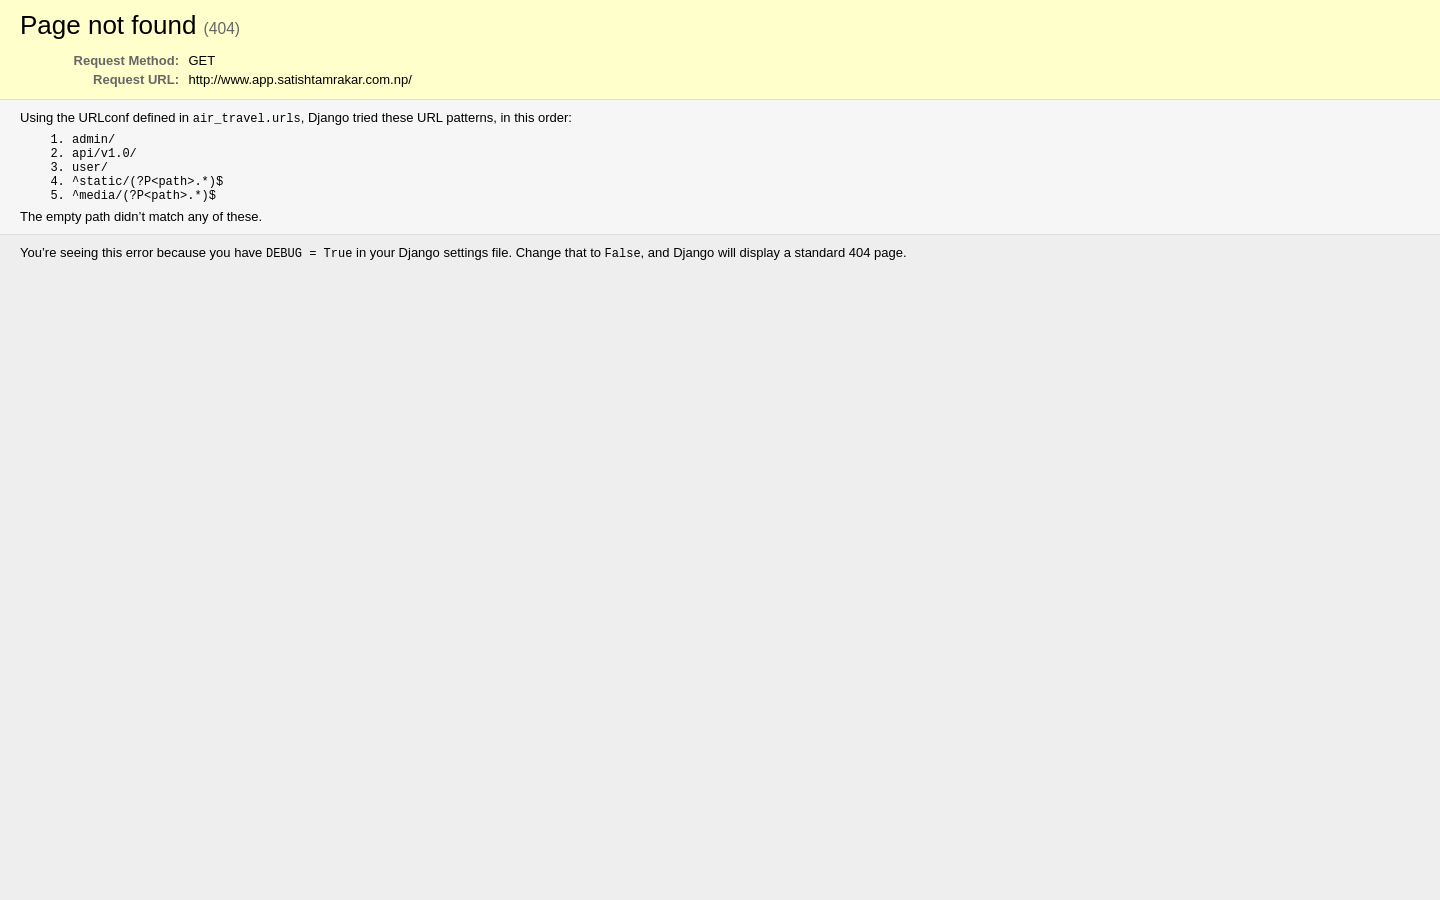 Page not found (404)
Request Method: GET
Request URL: http://www.app.satishtamrakar.com.np/
Using the URLconf defined in air_travel.urls, Django tried these URL patterns, in this order:
1. admin/
2. api/v1.0/
3. user/
4. ^static/(?P<path>.*)$
5. ^media/(?P<path>.*)$
The empty path didn’t match any of these.
You’re seeing this error because you have DEBUG = True in your Django settings file. Change that to False, and Django will display a standard 404 page.